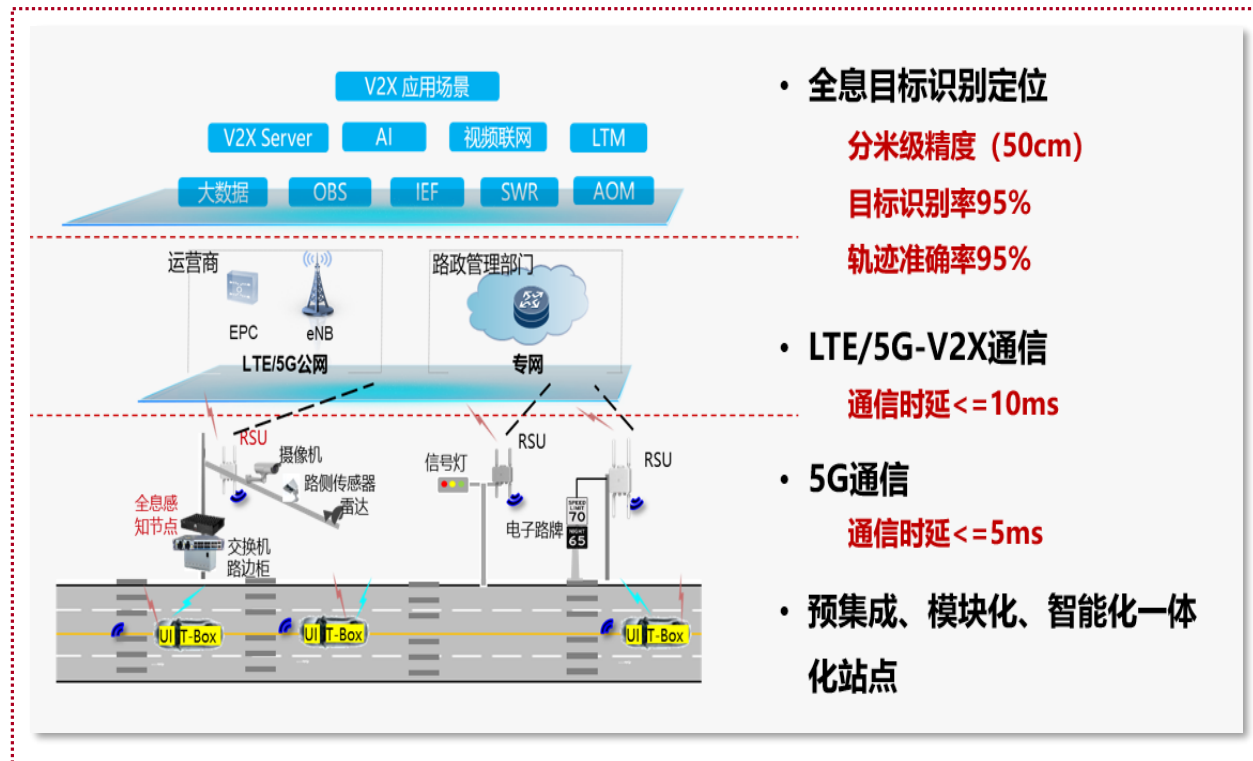 V2X 应用场景
V2X Server
AI
视频联网
LTM
大数据
OBS
IEF
SWR
AOM
运营商
EPC
eNB
LTE/5G公网
路政管理部门
专网
RSU
摄像机
路侧传感器
雷达
全息感
知节点
交换机
路边柜
信号灯
RSU
电子路牌
SPEED
LIMIT
70
NIGHT
65
RSU
UI T-Box
UI T-Box
UI T-Box
• 全息目标识别定位
分米级精度（50cm）
目标识别率95%
轨迹准确率95%
• LTE/5G-V2X通信
通信时延<=10ms
• 5G通信
通信时延<=5ms
• 预集成、模块化、智能化一体
化站点